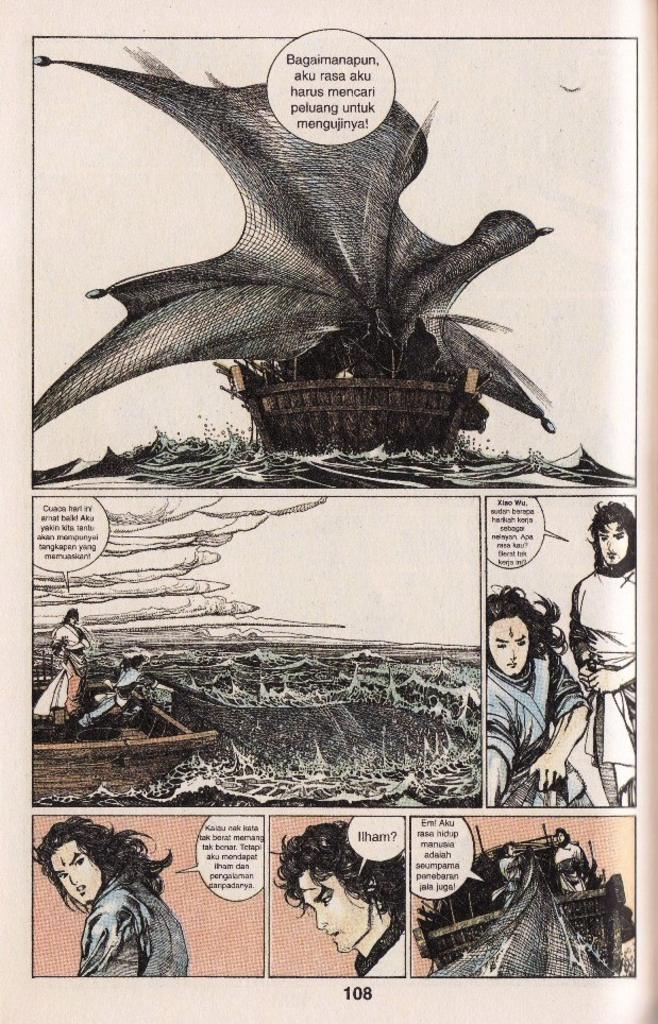 Bagaimanapun,
aku rasa aku
harus mencari
peluang untuk
mengujinya!
Cuaca hari ini
amat baik! Aku
yakin kita tentu
akan mempunyai
tangkapan yang
memuaskan!
Xiao Wu,
sudah berapa
harikah kerja
sebagai
nelayan. Apa
rasa kau?
Berat tak
kerja ini?
Kalau nak kata
tak berat memang
tak benar. Tetapi
aku mendapat
ilham dan
pengalaman
daripadanya.
Ilham?
Em! Aku
rasa hidup
manusia
adalah
seumpama
penebaran
jala juga!
108